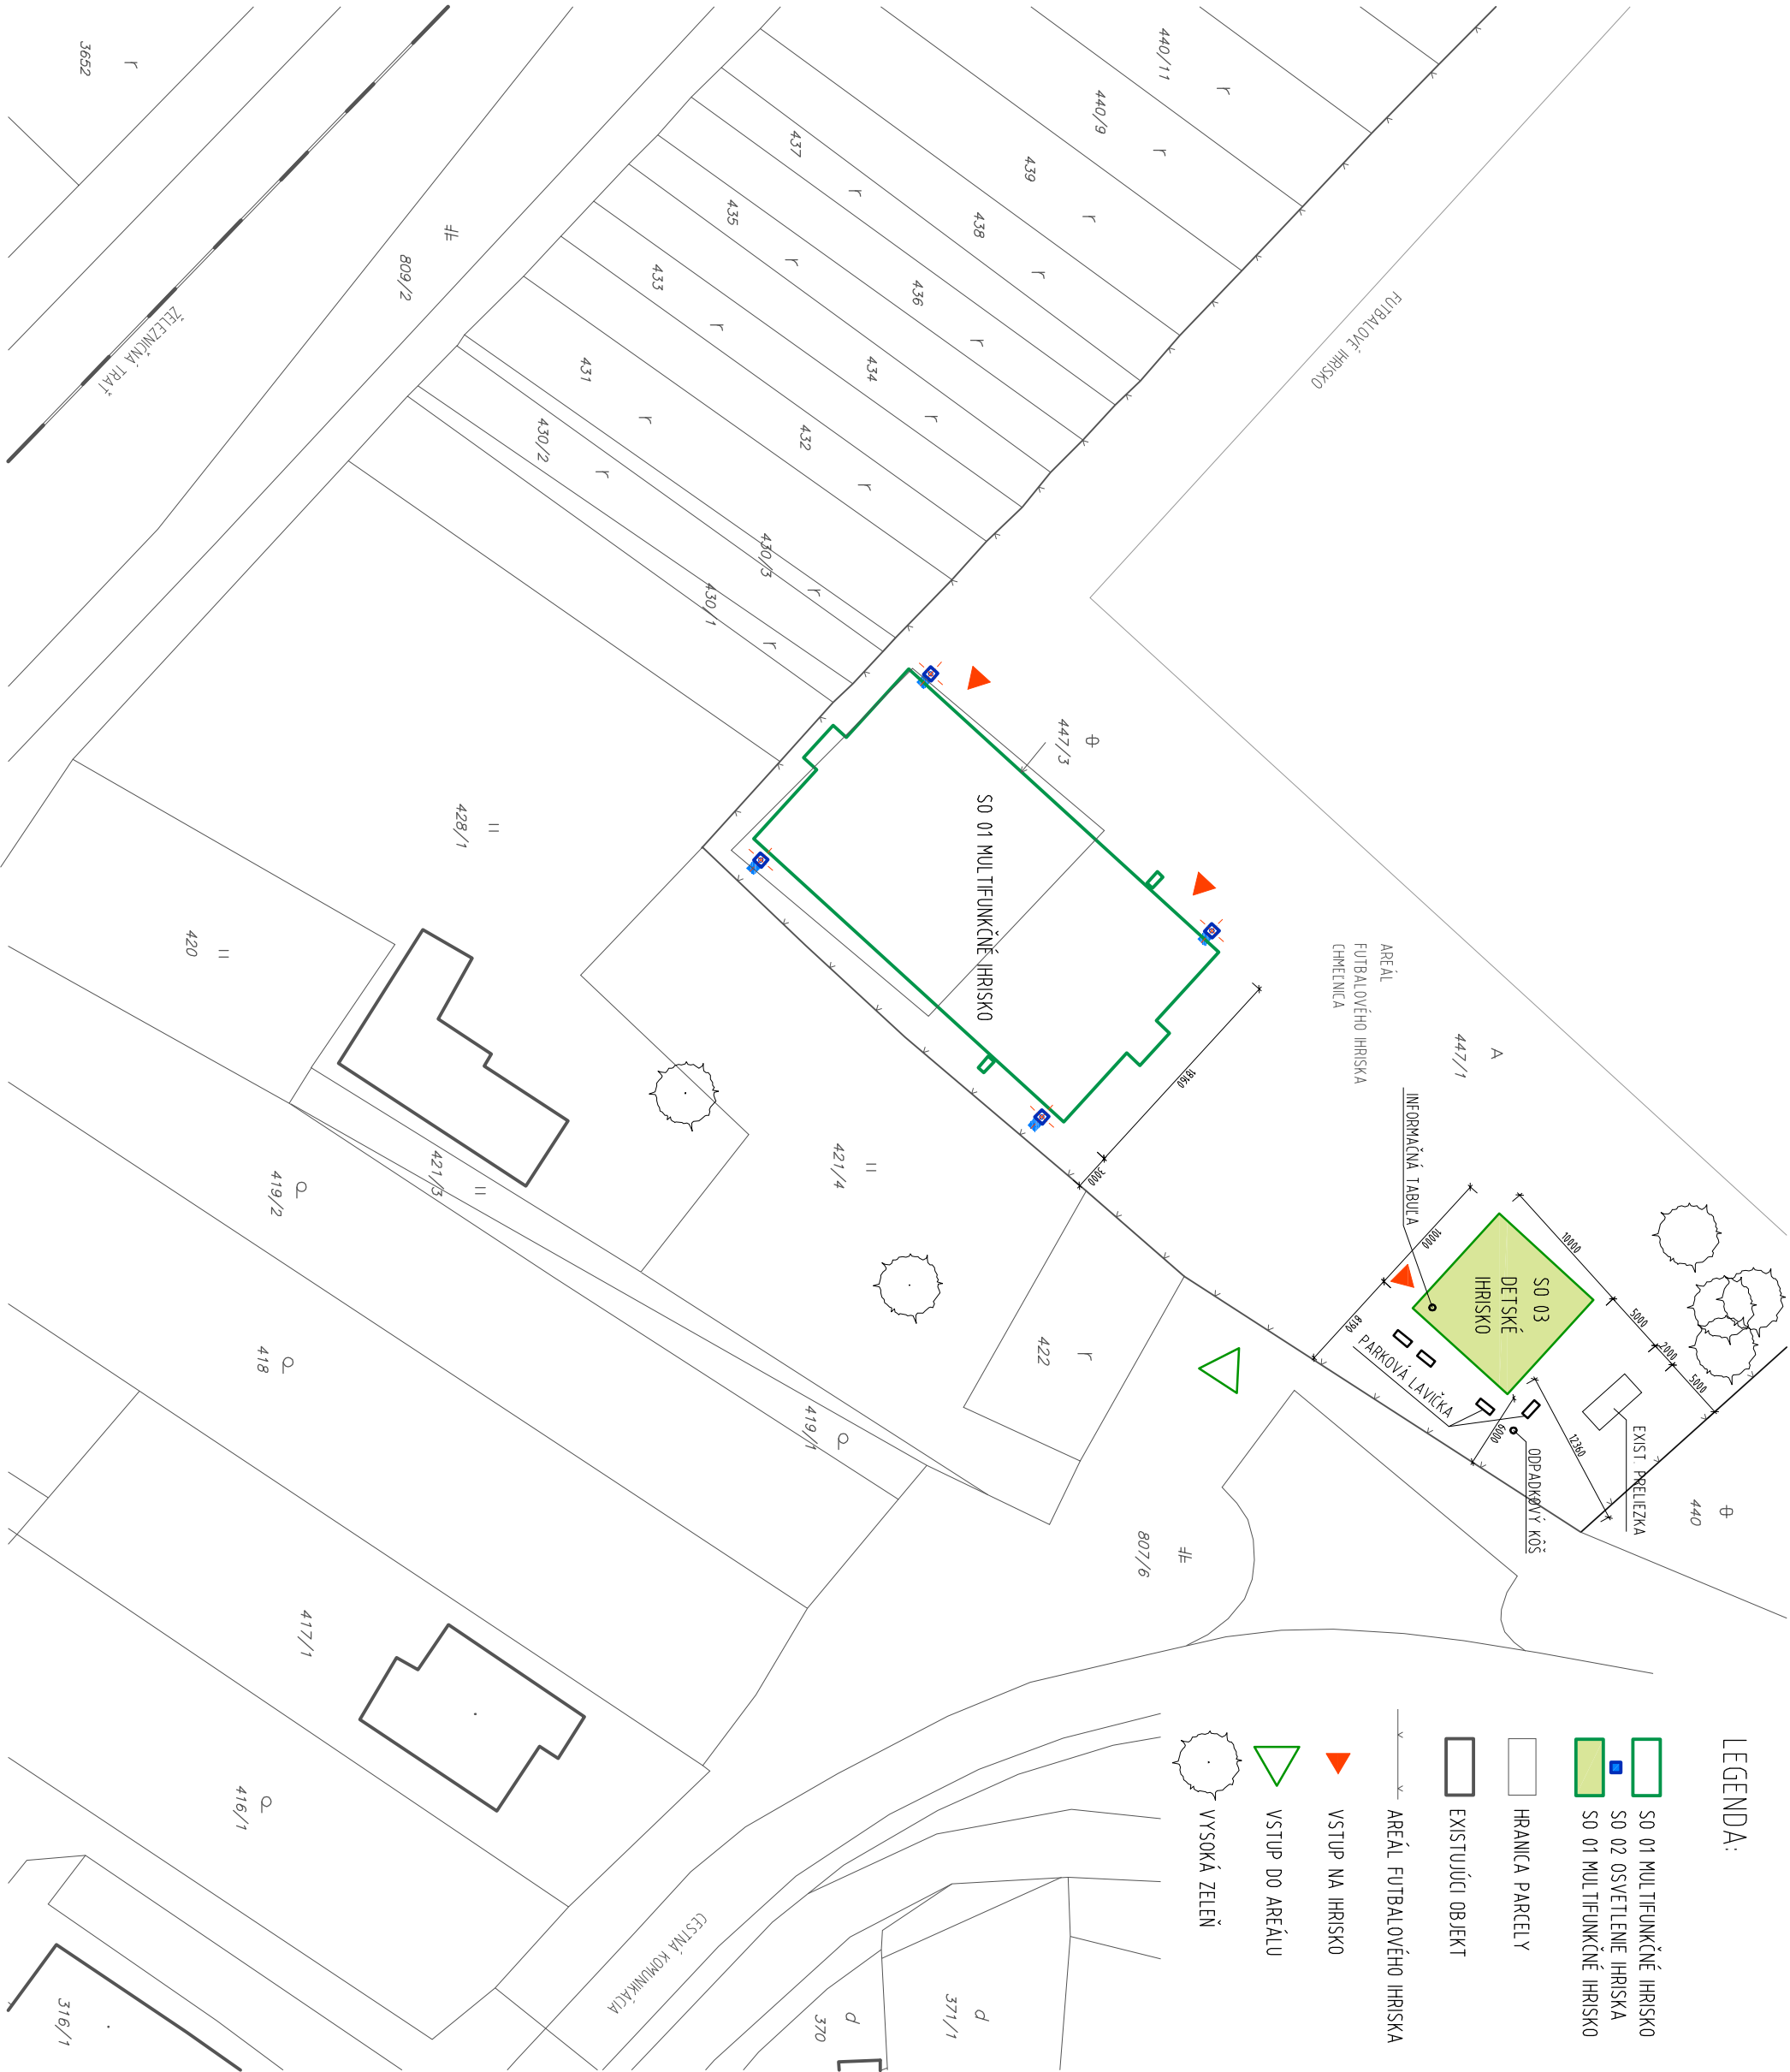 LEGENDA:
SO 01 MULTIFUNKČNÉ IHRISKO
SO 02 OSVETLENIE IHRISKA
SO 01 MULTIFUNKČNÉ IHRISKO
HRANICA PARCELY
EXISTUJÚCI OBJEKT
AREÁL FUTBALOVÉHO IHRISKA
VSTUP NA IHRISKO
VSTUP DO AREÁLU
VYSOKÁ ZELEŇ
FUTBALOVÉ IHRISKO
ŽELEZNIČNÁ TRAŤ
CESTNÁ KOMUNIKÁCIA
AREÁL
FUTBALOVÉHO IHRISKA
CHMEĽNICA
SO 01 MULTIFUNKČNÉ IHRISKO
SO 03
DETSKÉ
IHRISKO
INFORMAČNÁ TABUĽA
PARKOVÁ LAVIČKA
ODPADKOVÝ KÔŠ
EXIST. PRELIEZKA
18160
3000
10000
8190
10000
5000
2000
5000
12360
6000
3652
r
809/2
440/11
r
440/9
r
439
r
438
r
437
r
436
r
435
r
434
r
433
r
432
r
431
r
430/2
r
430/3
r
430/1
r
428/1
420
447/3
447/1
A
440
421/4
421/3
422
r
419/2
419/1
418
417/1
416/1
807/6
316/1
370
d
371/1
d